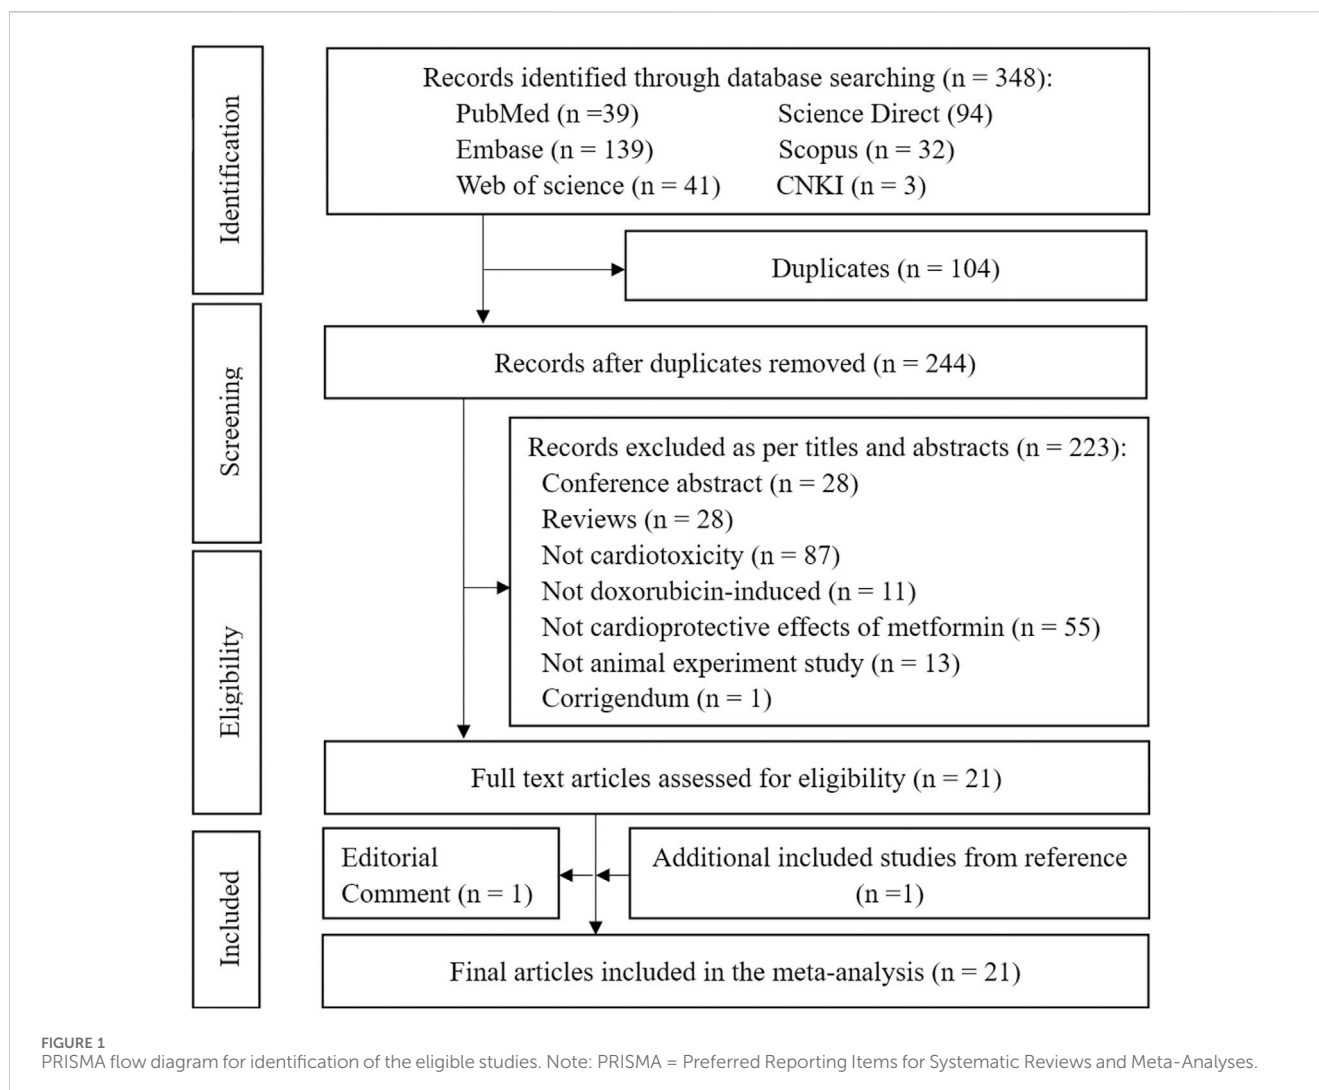 Identification
Records identified through database searching (n = 348):
PubMed (n =39)
Science Direct (94)
Embase (n = 139)
Scopus (n = 32)
Web of science (n = 41)
CNKI (n = 3)
Duplicates (n = 104)
Screening
Records after duplicates removed (n = 244)
Records excluded as per titles and abstracts (n = 223):
Conference abstract (n = 28)
Reviews (n = 28)
Not cardiotoxicity (n = 87)
Not doxorubicin-induced (n = 11)
Not cardioprotective effects of metformin (n = 55)
Not animal experiment study (n = 13)
Corrigendum (n = 1)
Eligibility
Full text articles assessed for eligibility (n = 21)
Included
Editorial
Comment (n = 1)
Additional included studies from reference
(n =1)
Final articles included in the meta-analysis (n = 21)
FIGURE 1
PRISMA flow diagram for identification of the eligible studies. Note: PRISMA = Preferred Reporting Items for Systematic Reviews and Meta-Analyses.